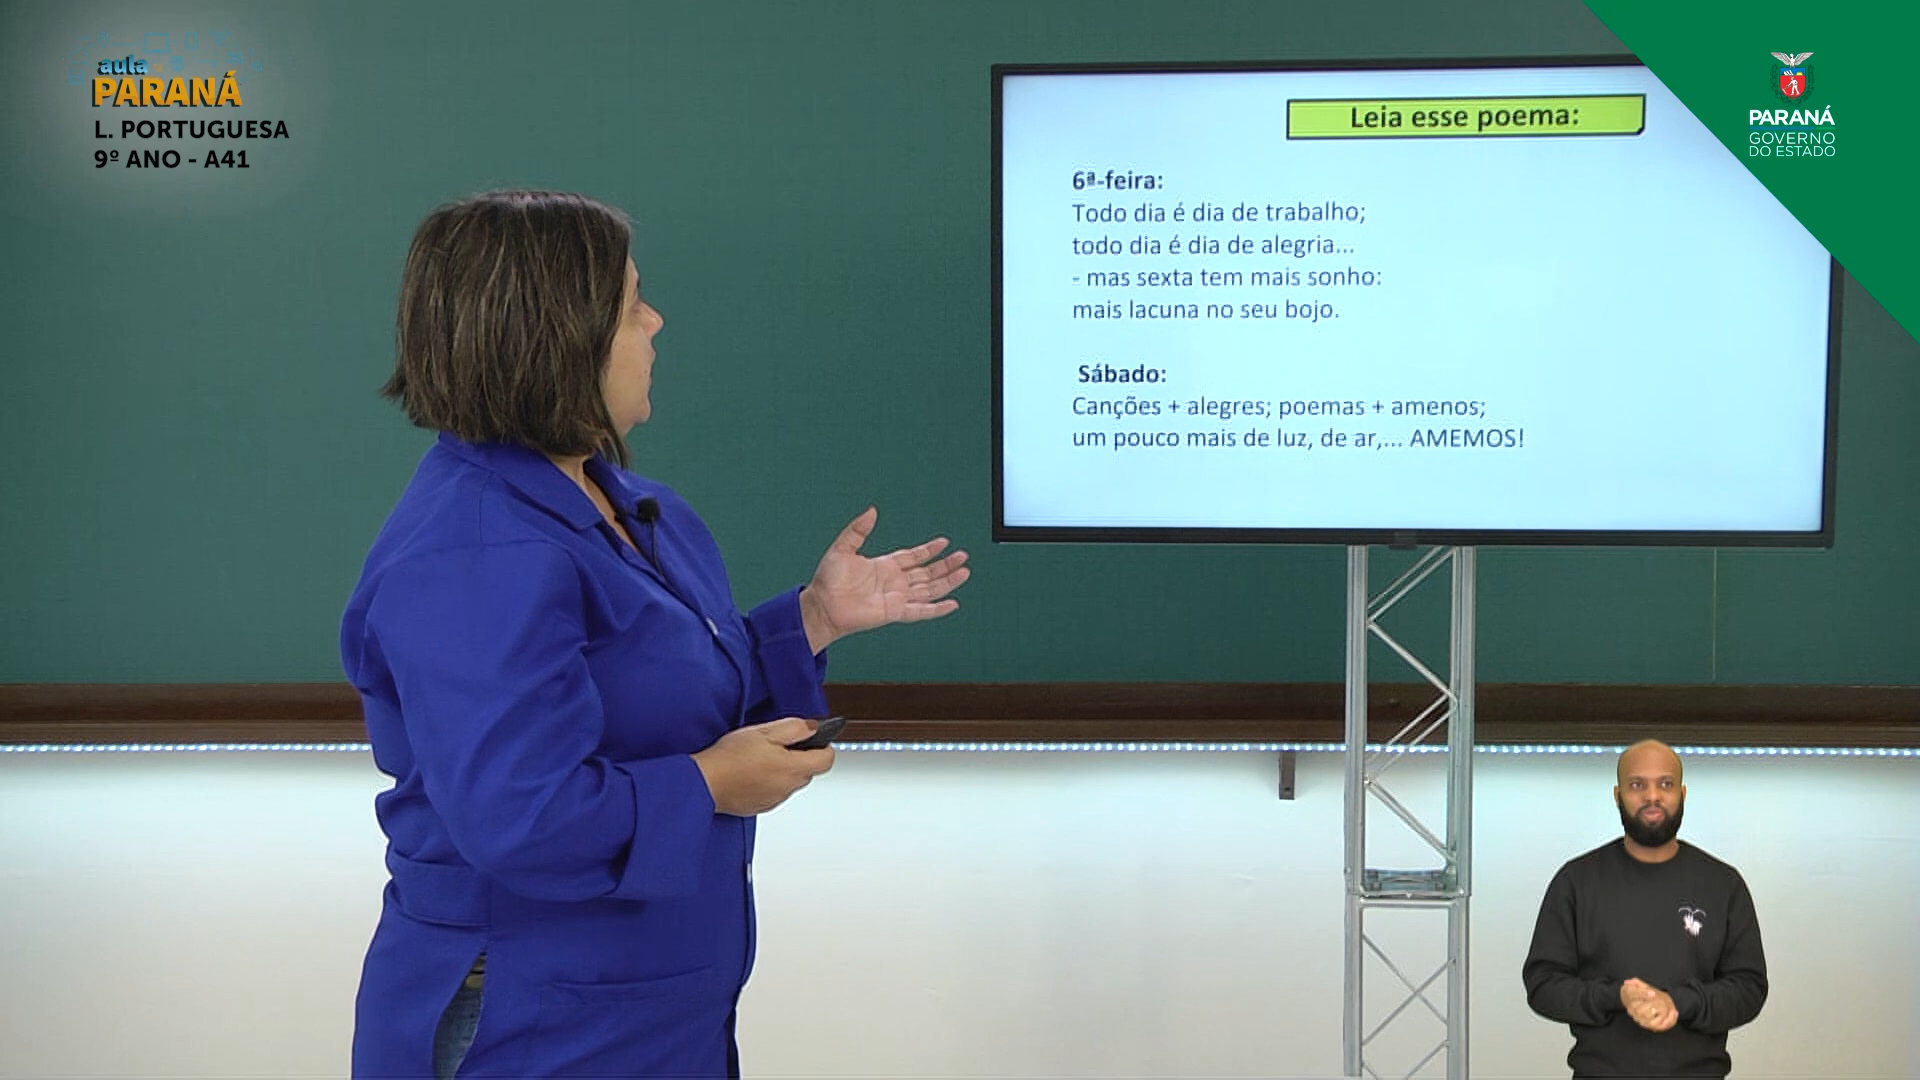 aula
PARANÁ
L. PORTUGUESA
9º ANO - A41
Leia esse poema:
6ª-feira:
Todo dia é dia de trabalho;
todo dia é dia de alegria...
- mas sexta tem mais sonho:
mais lacuna no seu bojo.
Sábado:
Canções + alegres; poemas + amenos;
um pouco mais de luz, de ar,... AMEMOS!
PARANÁ
GOVERNO
DO ESTADO